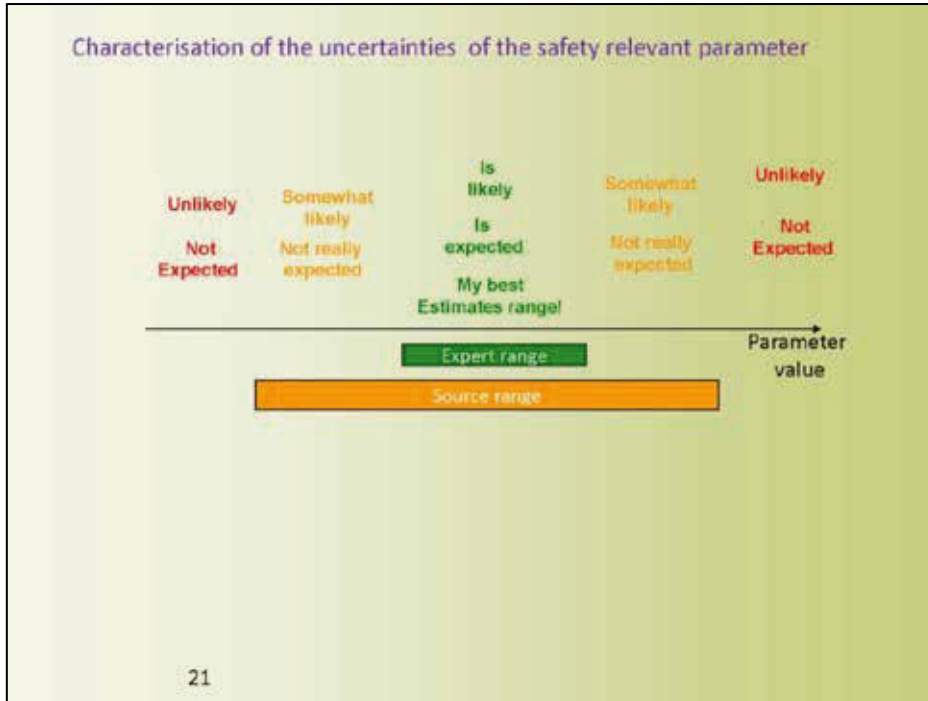 Characterisation of the uncertainties of the safety relevant parameter
Unlikely
Not
Expected
Somewhat
likely
Not really
expected
Is
likely
Is
expected
My best
Estimates range!
Somewhat
likely
Not really
expected
Unlikely
Not
Expected
Parameter
value
Expert range
Source range
21